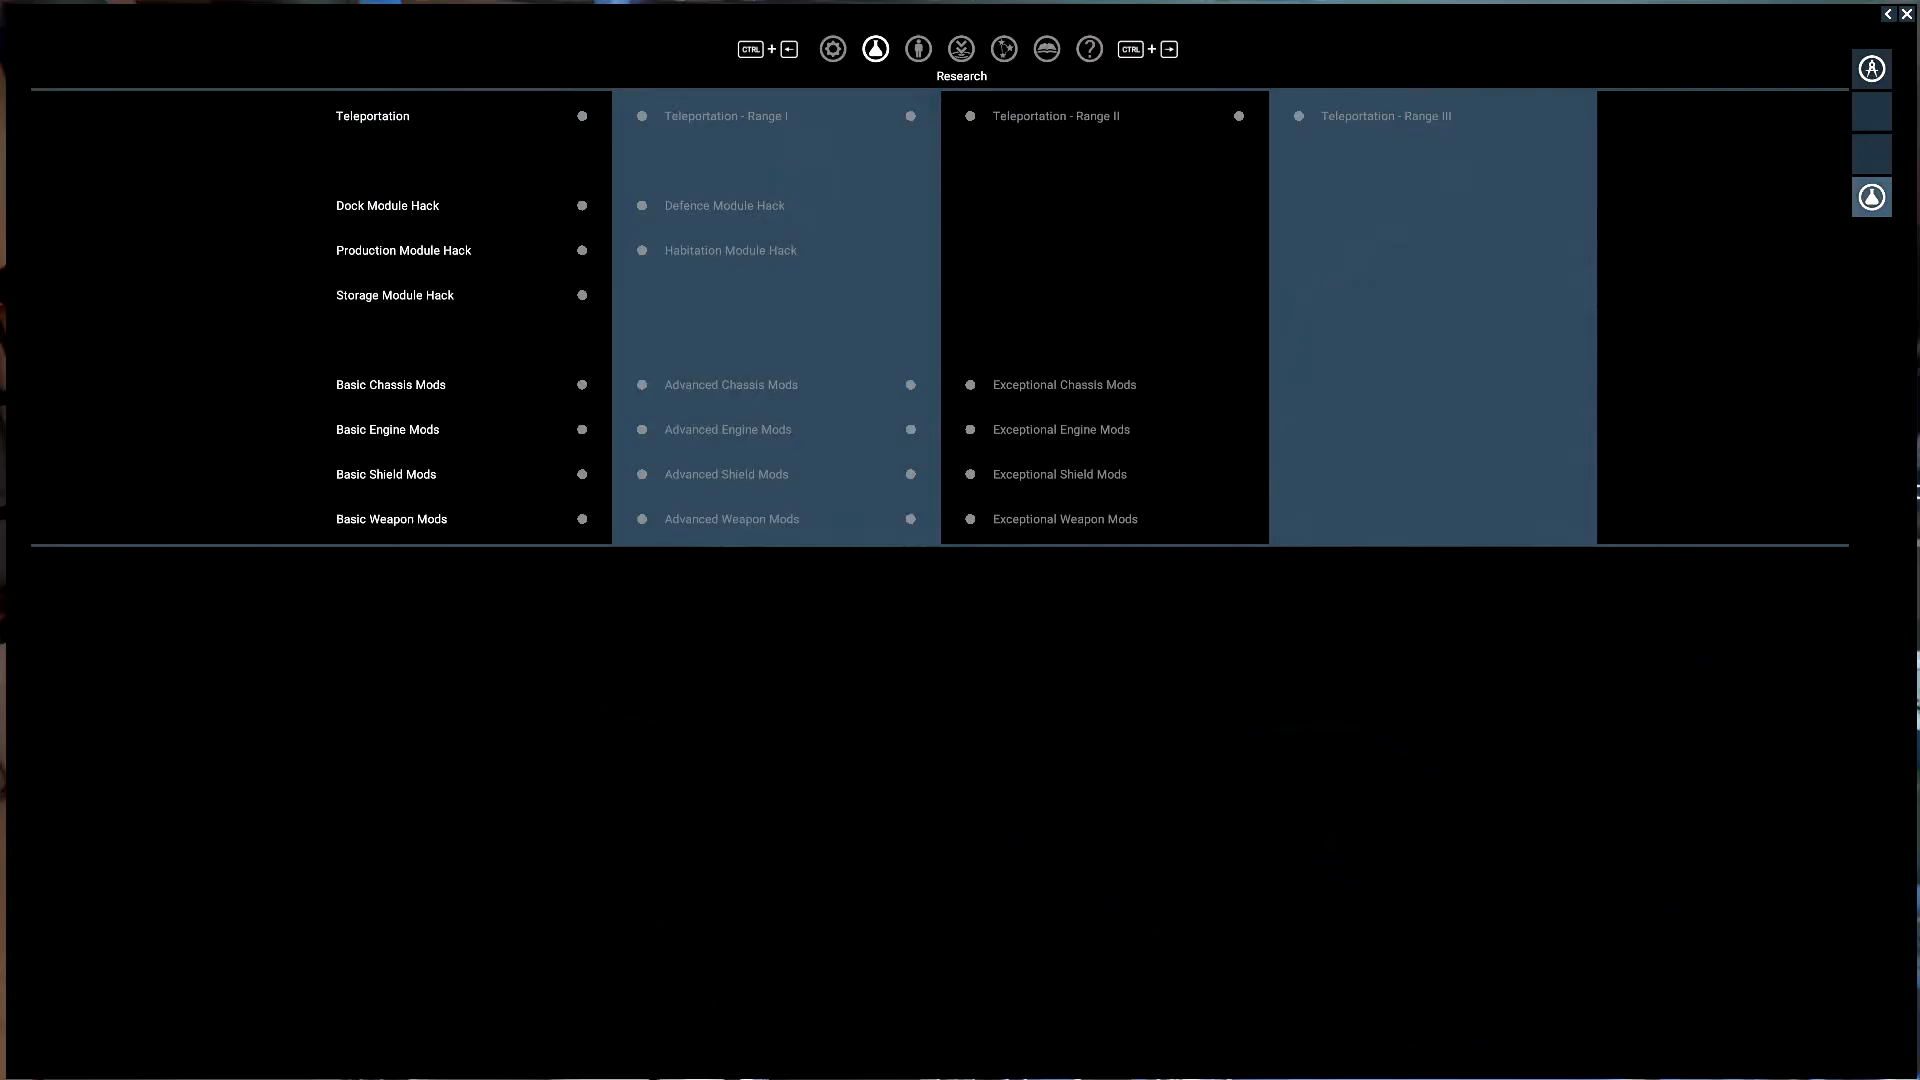 CTRL + CTRL +
Research
Teleportation Teleportation - Range I Teleportation - Range II Teleportation - Range III
Dock Module Hack Defence Module Hack
Production Module Hack Habitation Module Hack
Storage Module Hack
Basic Chassis Mods Advanced Chassis Mods Exceptional Chassis Mods
Basic Engine Mods Advanced Engine Mods Exceptional Engine Mods
Basic Shield Mods Advanced Shield Mods Exceptional Shield Mods
Basic Weapon Mods Advanced Weapon Mods Exceptional Weapon Mods